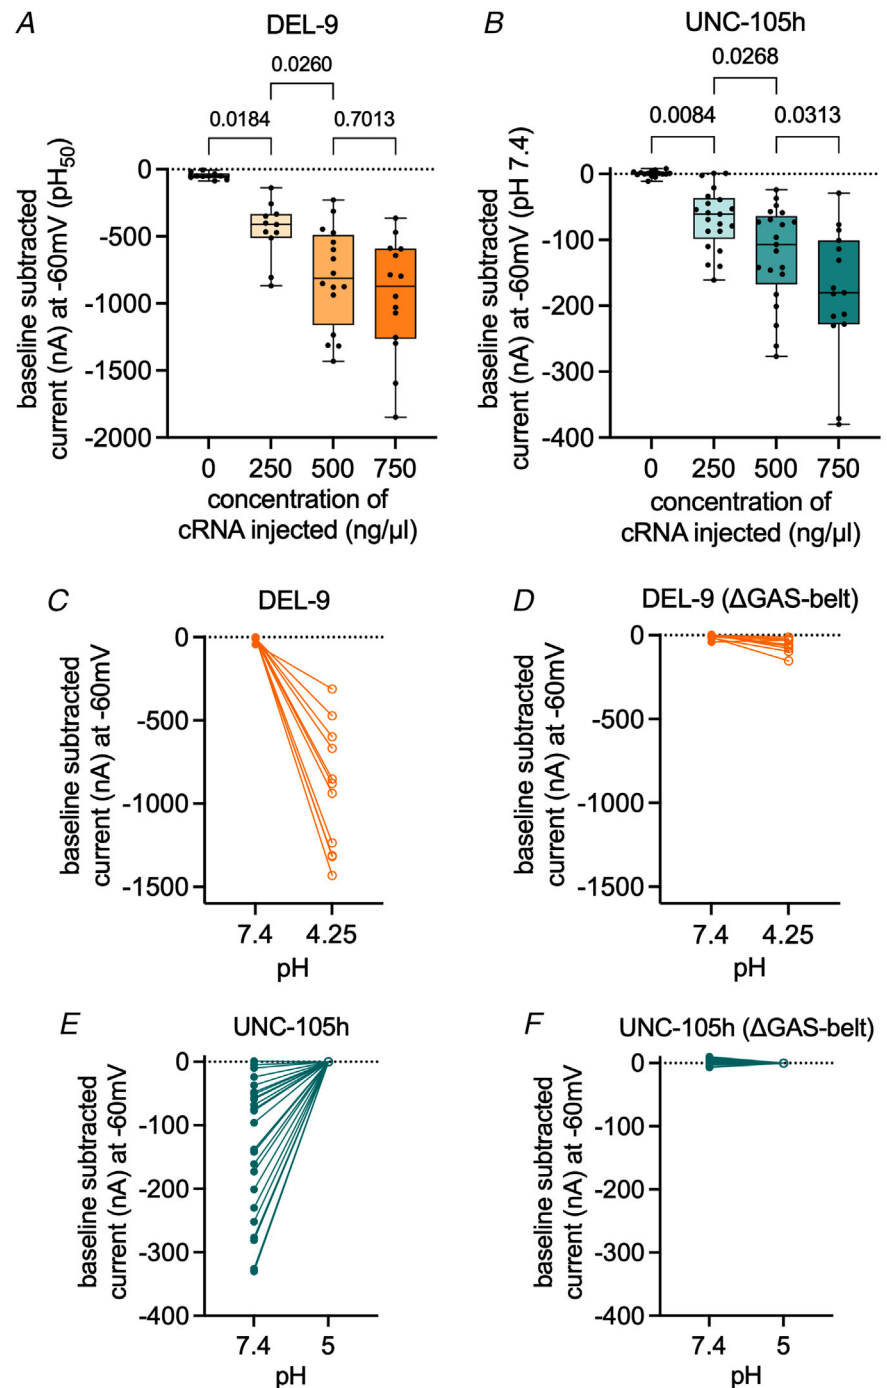 A
DEL-9
0.0260
0.0184
0.7013
baseline subtracted
current (nA) at -60mV (pH50)
0
-500
-1000
-1500
-2000
0 250 500 750
concentration of
cRNA injected (ng/µl)
B
UNC-105h
0.0268
0.0084
0.0313
baseline subtracted
current (nA) at -60mV (pH 7.4)
0
-100
-200
-300
-400
0 250 500 750
concentration of
cRNA injected (ng/µl)
C
DEL-9
baseline subtracted
current (nA) at -60mV
0
-500
-1000
-1500
7.4 4.25
pH
D
DEL-9 (ΔGAS-belt)
baseline subtracted
current (nA) at -60mV
0
-500
-1000
-1500
7.4 4.25
pH
E
UNC-105h
baseline subtracted
current (nA) at -60mV
0
-100
-200
-300
-400
7.4 5
pH
F
UNC-105h (ΔGAS-belt)
baseline subtracted
current (nA) at -60mV
0
-100
-200
-300
-400
7.4 5
pH